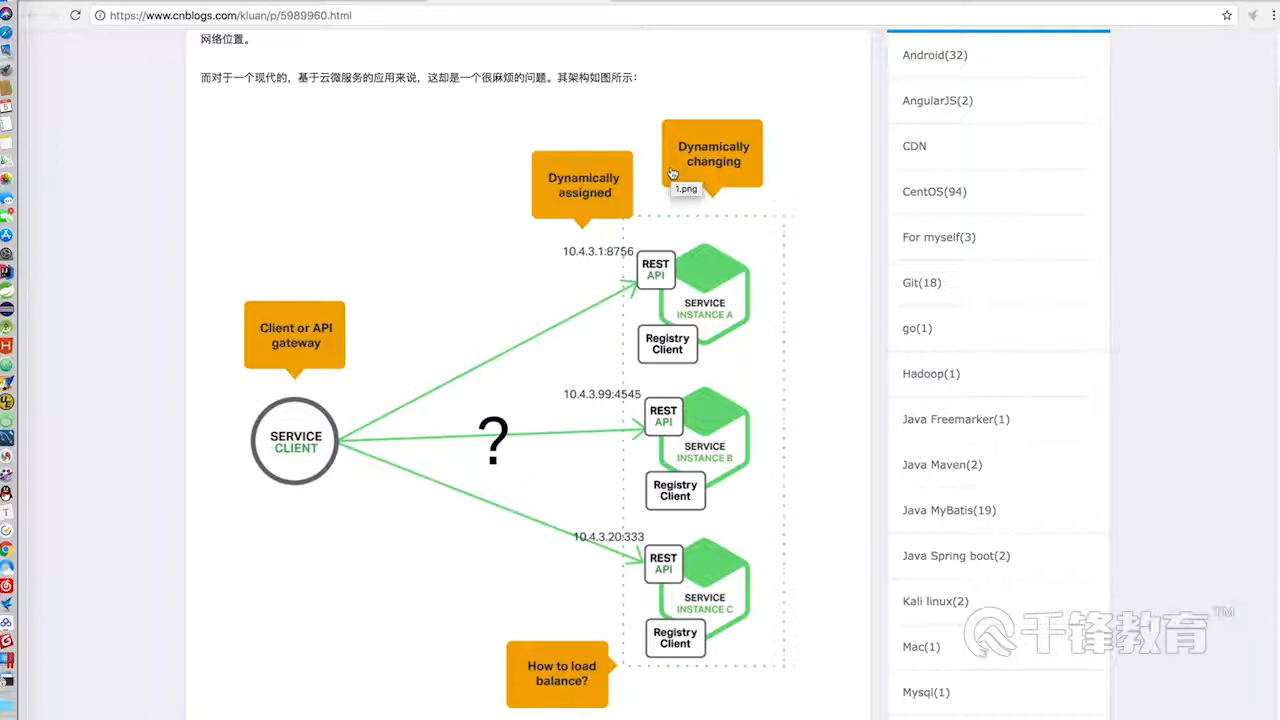 https://www.cnblogs.com/kluan/p/5989960.html
网络位置。
而对于一个现代的，基于云微服务的应用来说，这却是一个很麻烦的问题。其架构如图所示：
Dynamically
changing
1.png
Dynamically
assigned
10.4.3.1:8756
REST
API
SERVICE
INSTANCE A
Registry
Client
Client or API
gateway
10.4.3.99:4545
REST
API
SERVICE
INSTANCE B
Registry
Client
SERVICE
CLIENT
?
10.4.3.20:333
REST
API
SERVICE
INSTANCE C
Registry
Client
How to load
balance?
Android(32)
AngularJS(2)
CDN
CentOS(94)
For myself(3)
Git(18)
go(1)
Hadoop(1)
Java Freemarker(1)
Java Maven(2)
Java MyBatis(19)
Java Spring boot(2)
Kali linux(2)
Mac(1)
Mysql(1)
千锋教育™